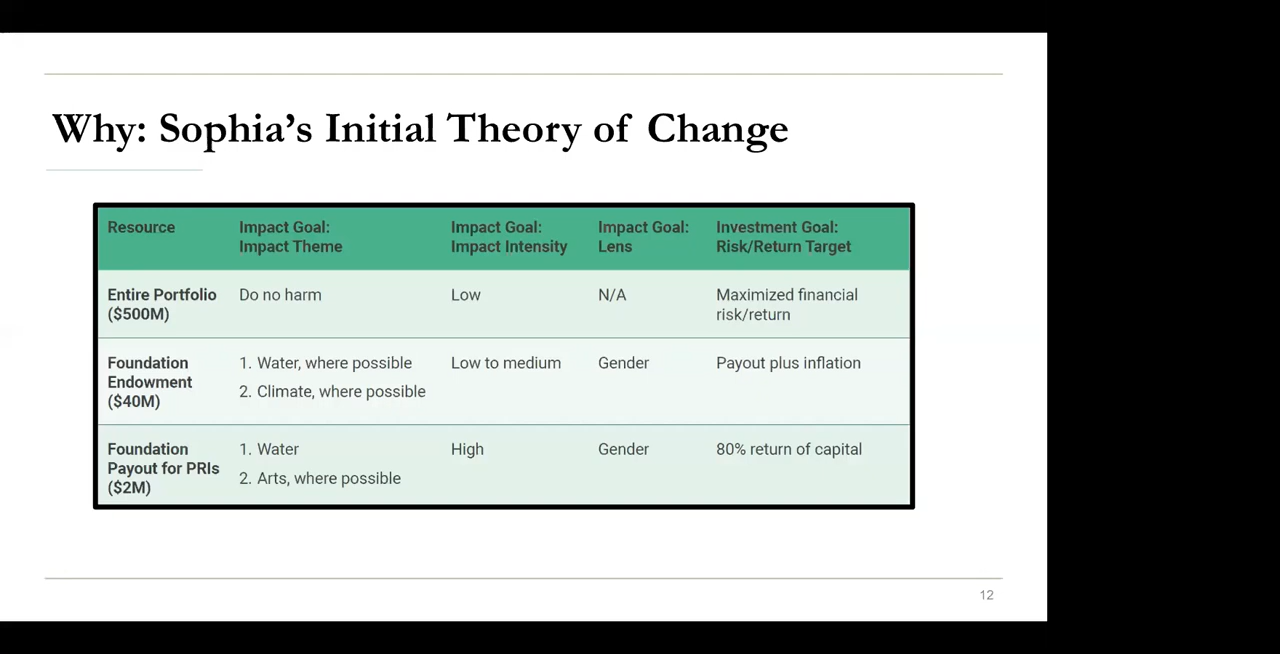 Why: Sophia's Initial Theory of Change
Resource
Impact Goal:
Impact Theme
Impact Goal:
Impact Intensity
Impact Goal:
Lens
Investment Goal:
Risk/Return Target
Entire Portfolio
($500M)
Do no harm
Low
N/A
Maximized financial
risk/return
Foundation
Endowment
($40M)
1. Water, where possible
2. Climate, where possible
Low to medium
Gender
Payout plus inflation
Foundation
Payout for PRIs
($2M)
1. Water
2. Arts, where possible
High
Gender
80% return of capital
12